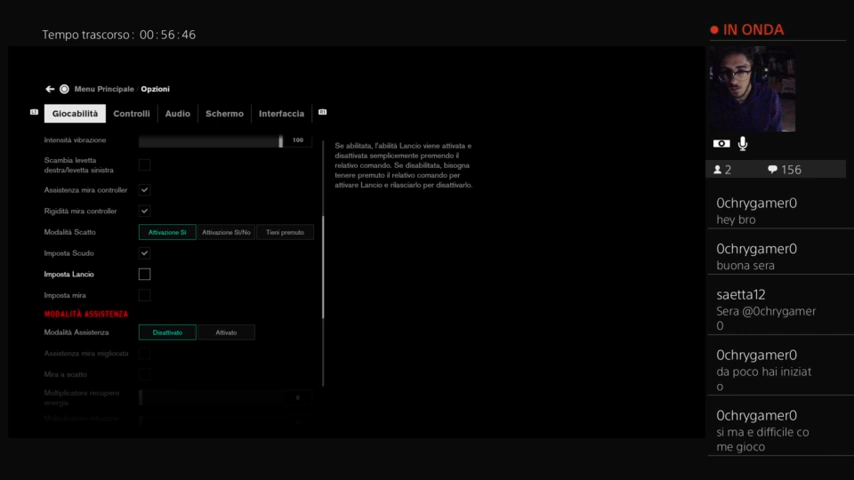 Tempo trascorso: 00:56:46
IN ONDA
Menu Principale / Opzioni
Giocabilità
Controlli
Audio
Schermo
Interfaccia
Intensità vibrazione
100
Scambia levetta
destra/levetta sinistra
Assistenza mira controller
Rigidità mira controller
Modalità Scatto
Attivazione Sì
Attivazione Sì/No
Tieni premuto
Imposta Scudo
Imposta Lancio
Imposta mira
MODALITÀ ASSISTENZA
Modalità Assistenza
Disattivato
Attivato
Assistenza mira migliorata
Mira a scatto
Moltiplicatore recupero
energia
0
Se abilitata, l'abilità Lancio viene attivata e
disattivata semplicemente premendo il
relativo comando. Se disabilitata, bisogna
tenere premuto il relativo comando per
attivare Lancio e rilasciarlo per disattivarlo.
2
156
0chrygamer0
hey bro
0chrygamer0
buona sera
saetta12
Sera @0chrygamer
0
0chrygamer0
da poco hai iniziat
o
0chrygamer0
si ma e difficile co
me gioco